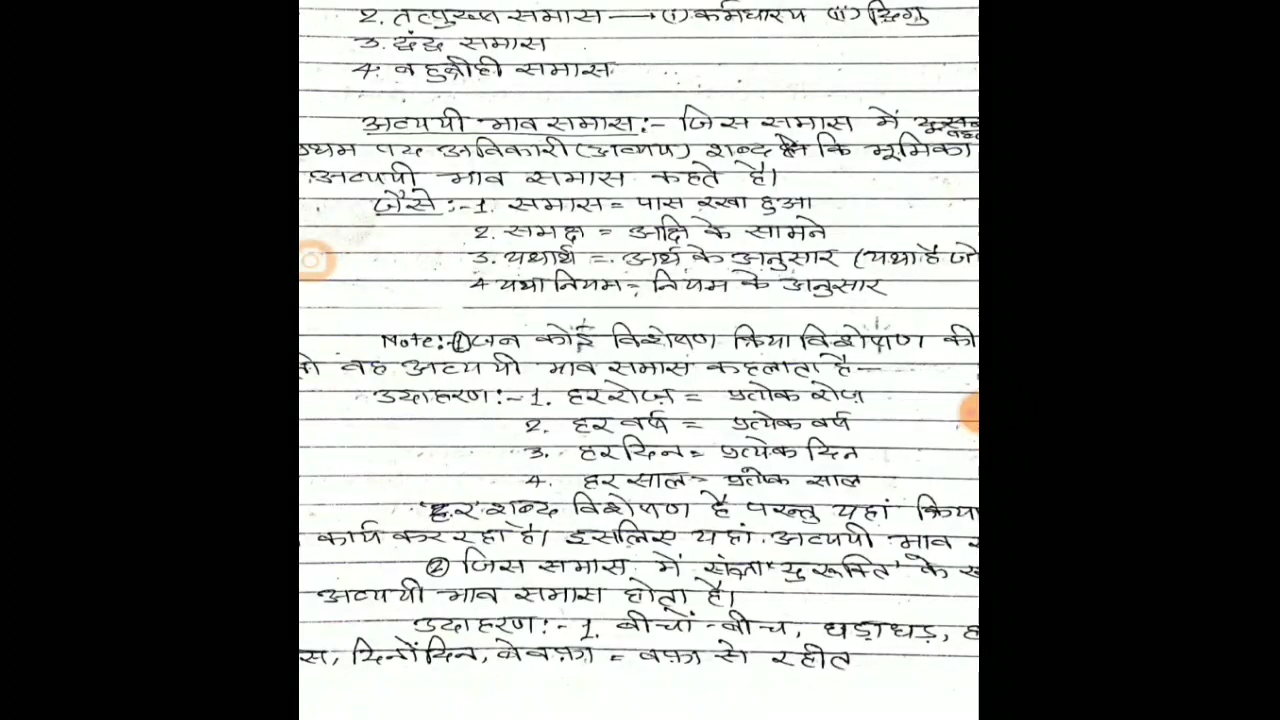 2. तत्पुरुष समास → (i) कर्मधारय (ii) द्विगु
3. द्वंद्व समास
4. बहुव्रीही समास
अव्ययी भाव समास :- जिस समास में
प्रथम पद अविकारी (अव्यय) शब्द कि भूमिका
अव्ययी भाव समास कहते है।
जैसे :- 1. समास = पास रखा हुआ
2. समक्ष = अक्षि के सामने
3. यथार्थ = अर्थ के अनुसार (यथा है जो
4 यथा नियम = नियम के अनुसार
Note:- ① जब कोई विशेषण क्रिया विशेषण की
तो वह अव्ययी भाव समास कहलाता है —
उदाहरण :- 1. हररोज़ = प्रत्येक रोज़
2. हर वर्ष = प्रत्येक वर्ष
3. हर दिन = प्रत्येक दिन
4. हर साल = प्रत्येक साल
'हर' शब्द विशेषण है परन्तु यहां क्रिया
कार्य कर रहा है। इसलिए यहां अव्ययी भाव स
② जिस समास में संज्ञा 'दुरूक्ति' के
अव्ययी भाव समास होता है।
उदाहरण :- 1. बीचों-बीच, धड़ाधड़, ह
स, दिनोंदिन, बेवफ़ा = वफ़ा से रहीत